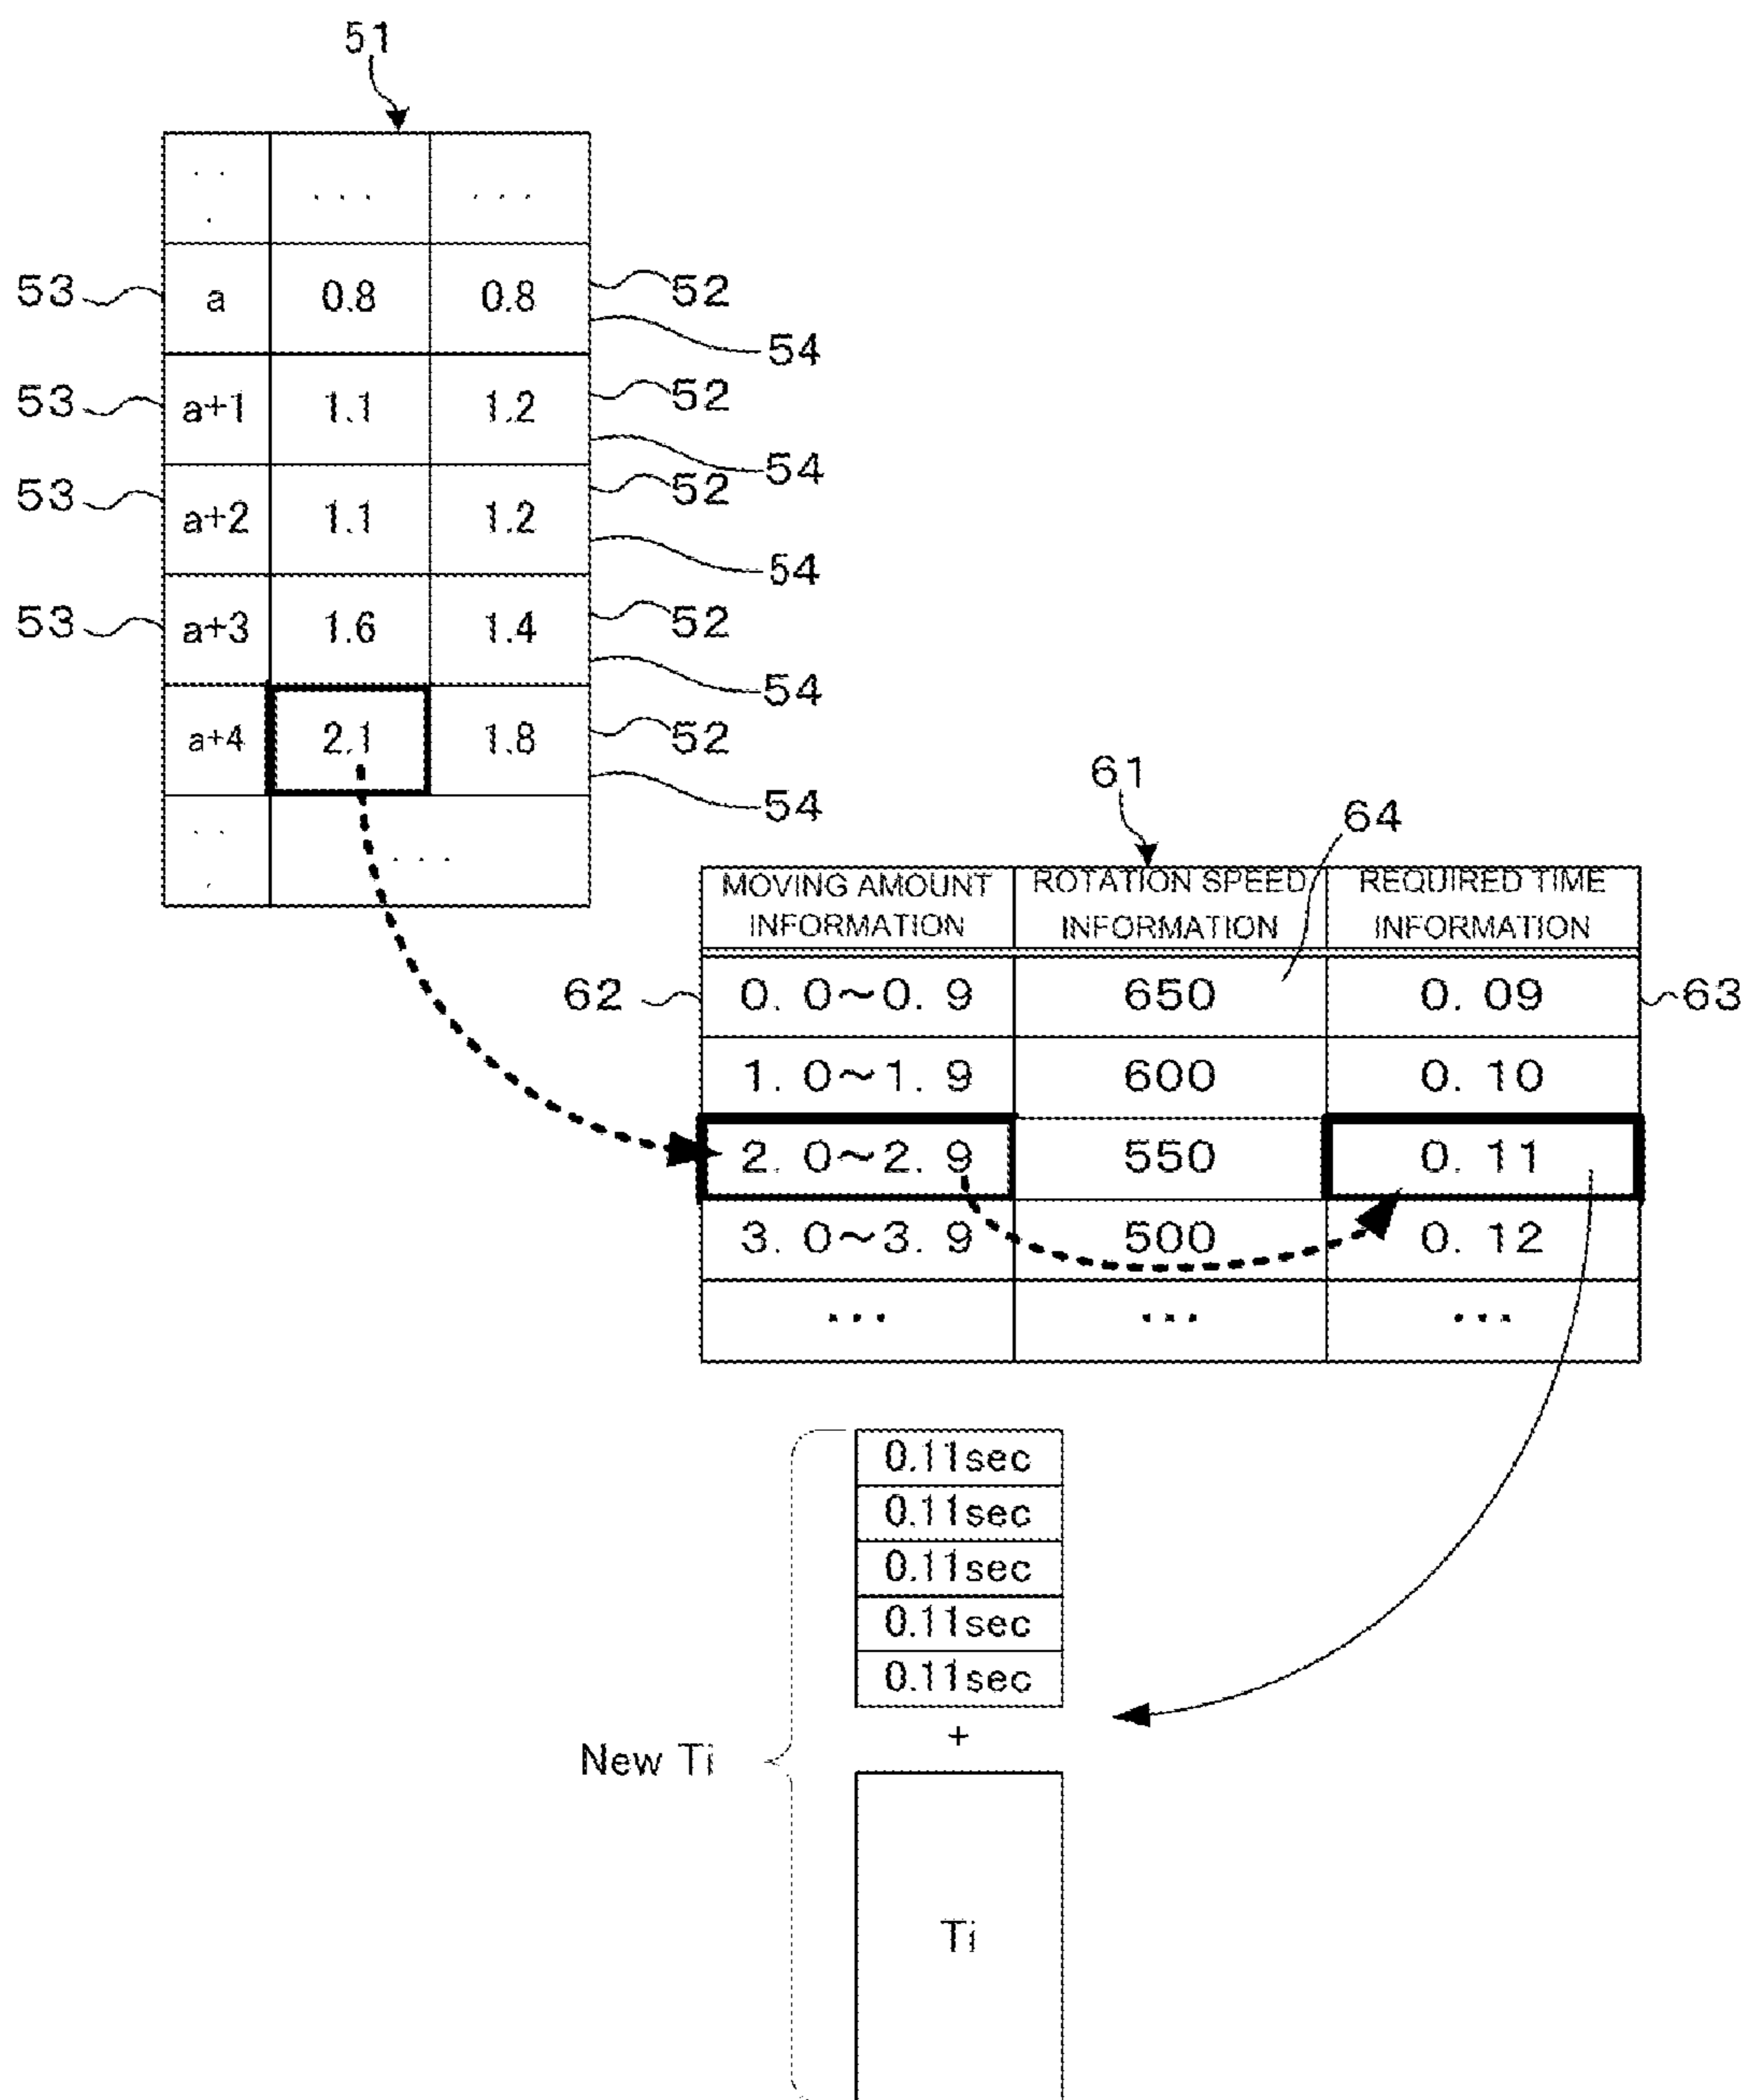 51
. . . . . . . . .
53 a 0.8 0.8 52
54
53 a+1 1.1 1.2 52
54
53 a+2 1.1 1.2 52
54
53 a+3 1.6 1.4 52
54
a+4 2.1 1.8 52
54
. . . . . .
61
64
MOVING AMOUNT INFORMATION ROTATION SPEED INFORMATION REQUIRED TIME INFORMATION
62 0. 0~0. 9 650 0. 09 63
1. 0~1. 9 600 0. 10
2. 0~2. 9 550 0. 11
3. 0~3. 9 500 0. 12
... ... ...
0.11sec
0.11sec
0.11sec
0.11sec
0.11sec
+
New Ti
Ti